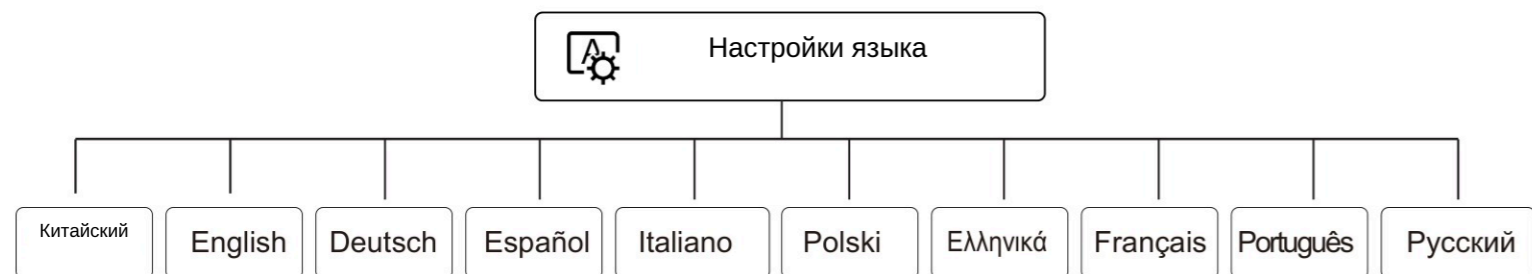 Настройки языка
Китайский
English
Deutsch
Español
Italiano
Polski
Ελληνικά
Français
Português
Русский